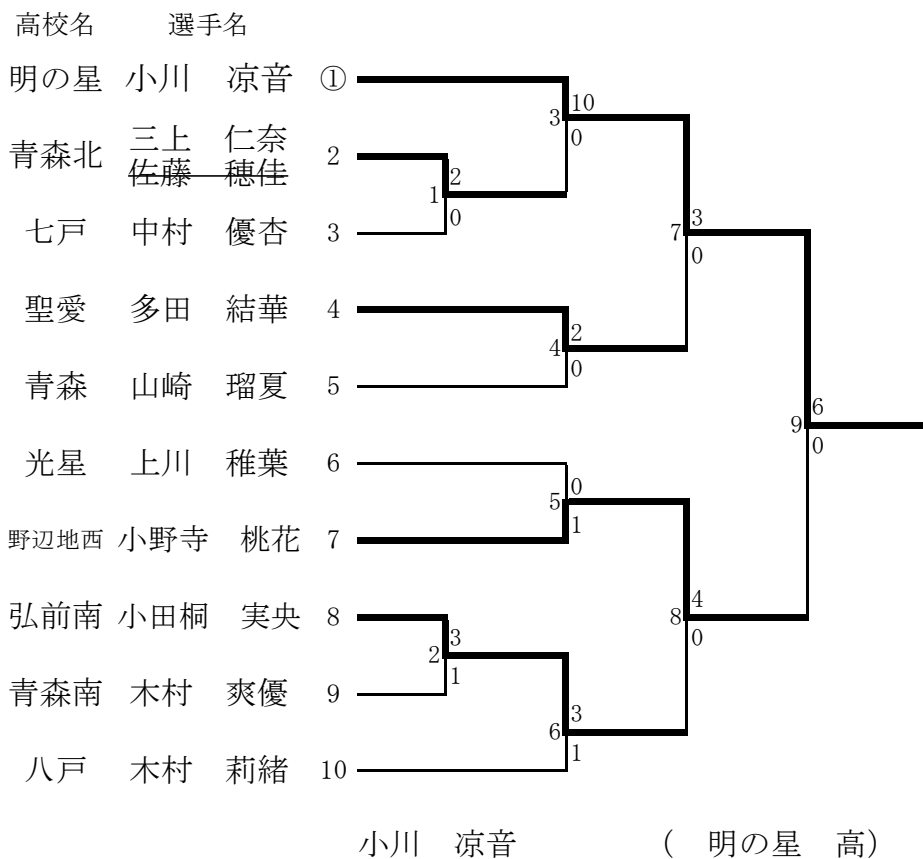 高校名 選手名
明の星 小川 凉音 ①
10
3
0
青森北 三上 仁奈 2
佐藤 穂佳
2
1
0
七戸 中村 優杏 3
3
7
0
聖愛 多田 結華 4
2
4
0
青森 山崎 瑠夏 5
6
9
0
光星 上川 稚葉 6
0
5
1
野辺地西 小野寺 桃花 7
弘前南 小田桐 実央 8
4
8
0
3
2
1
青森南 木村 爽優 9
3
6
1
八戸 木村 莉緒 10
小川 凉音 ( 明の星 高)